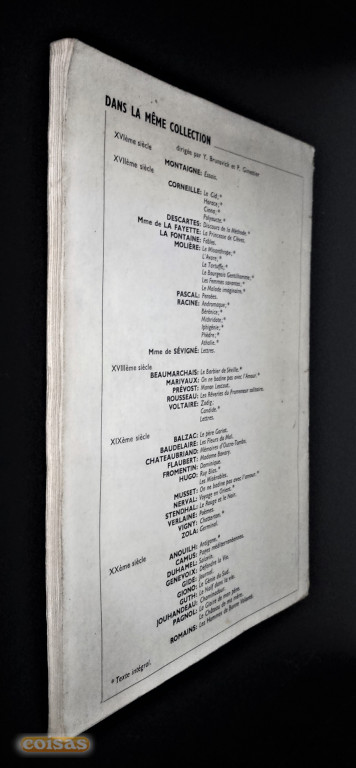 DANS LA MÊME COLLECTION
dirigée par Y. Brunsvick et P. Ginestier
XVIème siècle
MONTAIGNE: Essais.
XVIIème siècle
CORNEILLE: Le Cid;*
Horace;*
Cinna;*
Polyeucte.*
DESCARTES: Discours de la Méthode.*
Mme de LA FAYETTE: La Princesse de Clèves.
LA FONTAINE: Fables.
MOLIÈRE: Le Misanthrope;*
L'Avare;*
Le Tartuffe;*
Le Bourgeois Gentilhomme;*
Les Femmes savantes;*
Le Malade imaginaire.*
PASCAL: Pensées.
RACINE: Andromaque;*
Bérénice;*
Mithridate;*
Iphigénie;*
Phèdre;*
Athalie.*
Mme de SÉVIGNÉ: Lettres.
XVIIIème siècle
BEAUMARCHAIS: Le Barbier de Séville.*
MARIVAUX: On ne badine pas avec l'Amour.*
PRÉVOST: Manon Lescaut.
ROUSSEAU: Les Rêveries du Promeneur solitaire.
VOLTAIRE: Zadig;
Candide.*
Lettres.
XIXème siècle
BALZAC: Le père Goriot.
BAUDELAIRE: Les Fleurs du Mal.
CHATEAUBRIAND: Mémoires d'Outre-Tombe.
FLAUBERT: Madame Bovary.
FROMENTIN: Dominique.
HUGO: Ruy Blas.*
Les Misérables.
MUSSET: On ne badine pas avec l'amour.*
NERVAL: Voyage en Orient.*
STENDHAL: Le Rouge et le Noir.
VERLAINE: Poèmes.
VIGNY: Chatterton.*
ZOLA: Germinal.
XXème siècle
ANOUILH: Antigone.*
CAMUS: Pages méditerranéennes.
DUHAMEL: Salavin.
GENEVOIX: Défendre la Vie.
GIDE: Journal.
GIONO: Le Génie du Sud.
GUTH: Le Naïf dans la vie.
JOUHANDEAU: Chaminadour.
PAGNOL: La Gloire de mon père.
Le Château de ma mère.
ROMAINS: Les Hommes de Bonne Volonté.
* Texte intégral.
coisas